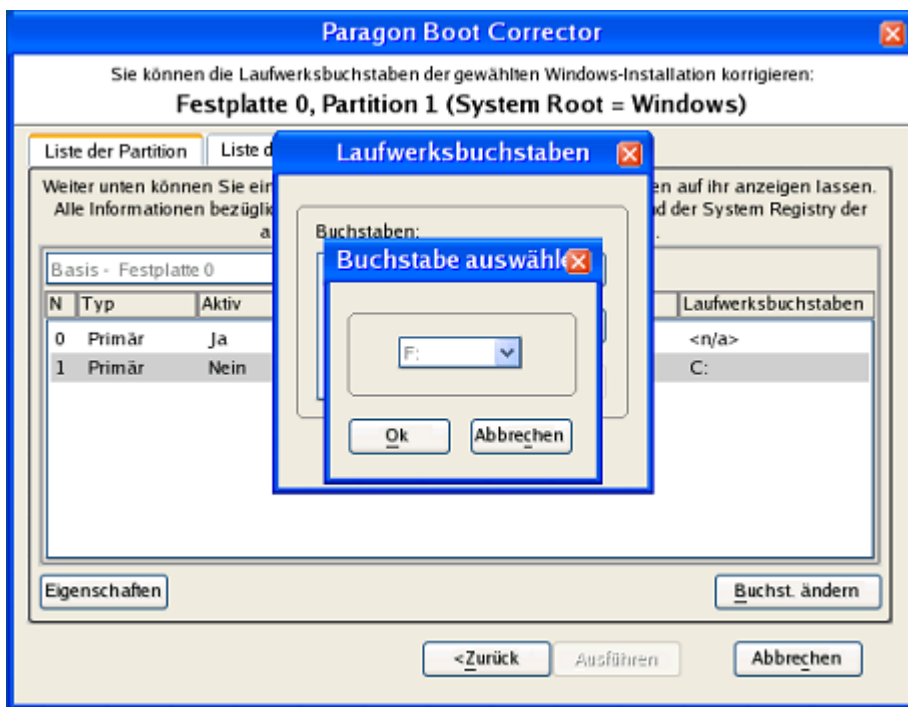 Paragon Boot Corrector
Sie können die Laufwerksbuchstaben der gewählten Windows-Installation korrigieren:
Festplatte 0, Partition 1 (System Root = Windows)
Liste der Partition
Liste d
Laufwerksbuchstaben
Weiter unten können Sie ein
en auf ihr anzeigen lassen.
Alle Informationen bezüglic
d der System Registry der
a
.
Buchstaben:
Basis - Festplatte 0
Buchstabe auswähle
N Typ Aktiv Laufwerksbuchstaben
0 Primär Ja <n/a>
1 Primär Nein C:
F:
Ok Abbrechen
Eigenschaften Buchst. ändern
<Zurück Ausführen Abbrechen